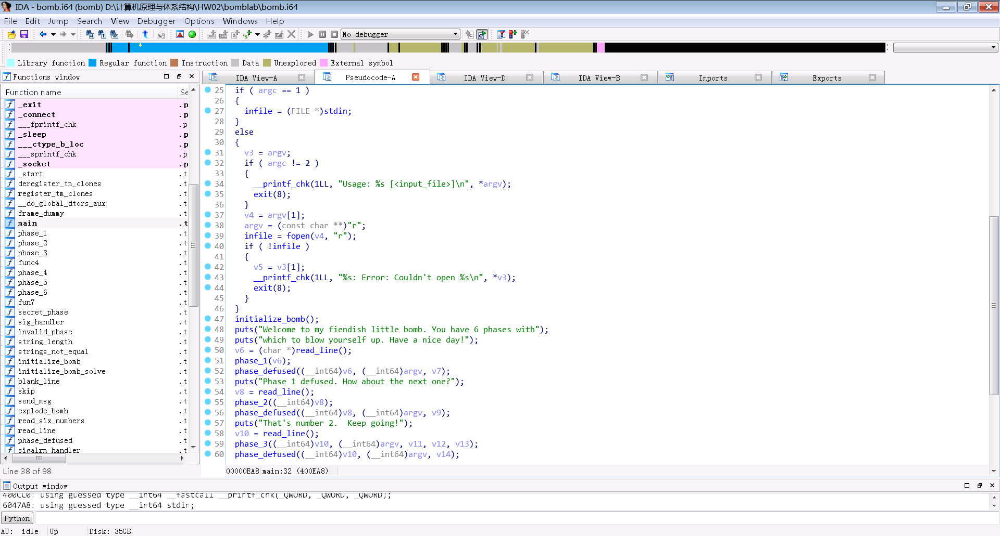 IDA - bomb.i64 (bomb) D:\计算机原理与体系结构\HW02\bomblab\bomb.i64
File Edit Jump Search View Debugger Options Windows Help
No debugger
Library function Regular function Instruction Data Unexplored External symbol
Functions window
Function name Se
_exit .p
_connect .p
___fprintf_chk .p
_sleep .p
___ctype_b_loc .p
___sprintf_chk .p
_socket .p
_start .t
deregister_tm_clones .t
register_tm_clones .t
__do_global_dtors_aux .t
frame_dummy .t
main .t
phase_1 .t
phase_2 .t
phase_3 .t
func4 .t
phase_4 .t
phase_5 .t
phase_6 .t
fun7 .t
secret_phase .t
sig_handler .t
invalid_phase .t
string_length .t
strings_not_equal .t
initialize_bomb .t
initialize_bomb_solve .t
blank_line .t
skip .t
send_msg .t
explode_bomb .t
read_six_numbers .t
read_line .t
phase_defused .t
sigalrm_handler .t
Line 38 of 98
IDA View-A Pseudocode-A IDA View-D IDA View-B Imports Exports
25 if ( argc == 1 )
26 {
27 infile = (FILE *)stdin;
28 }
29 else
30 {
31 v3 = argv;
32 if ( argc != 2 )
33 {
34 __printf_chk(1LL, "Usage: %s [<input_file>]\n", *argv);
35 exit(8);
36 }
37 v4 = argv[1];
38 argv = (const char **)"r";
39 infile = fopen(v4, "r");
40 if ( !infile )
41 {
42 v5 = v3[1];
43 __printf_chk(1LL, "%s: Error: Couldn't open %s\n", *v3);
44 exit(8);
45 }
46 }
47 initialize_bomb();
48 puts("Welcome to my fiendish little bomb. You have 6 phases with");
49 puts("which to blow yourself up. Have a nice day!");
50 v6 = (char *)read_line();
51 phase_1(v6);
52 phase_defused((__int64)v6, (__int64)argv, v7);
53 puts("Phase 1 defused. How about the next one?");
54 v8 = read_line();
55 phase_2((__int64)v8);
56 phase_defused((__int64)v8, (__int64)argv, v9);
57 puts("That's number 2.  Keep going!");
58 v10 = read_line();
59 phase_3((__int64)v10, (__int64)argv, v11, v12, v13);
60 phase_defused((__int64)v10, (__int64)argv, v14);
00000EA8 main:32 (400EA8)
Output window
400CC0: using guessed type __int64 __fastcall __printf_chk(_QWORD, _QWORD, _QWORD);
6047A8: using guessed type __int64 stdin;
Python
AU: idle Up Disk: 35GB